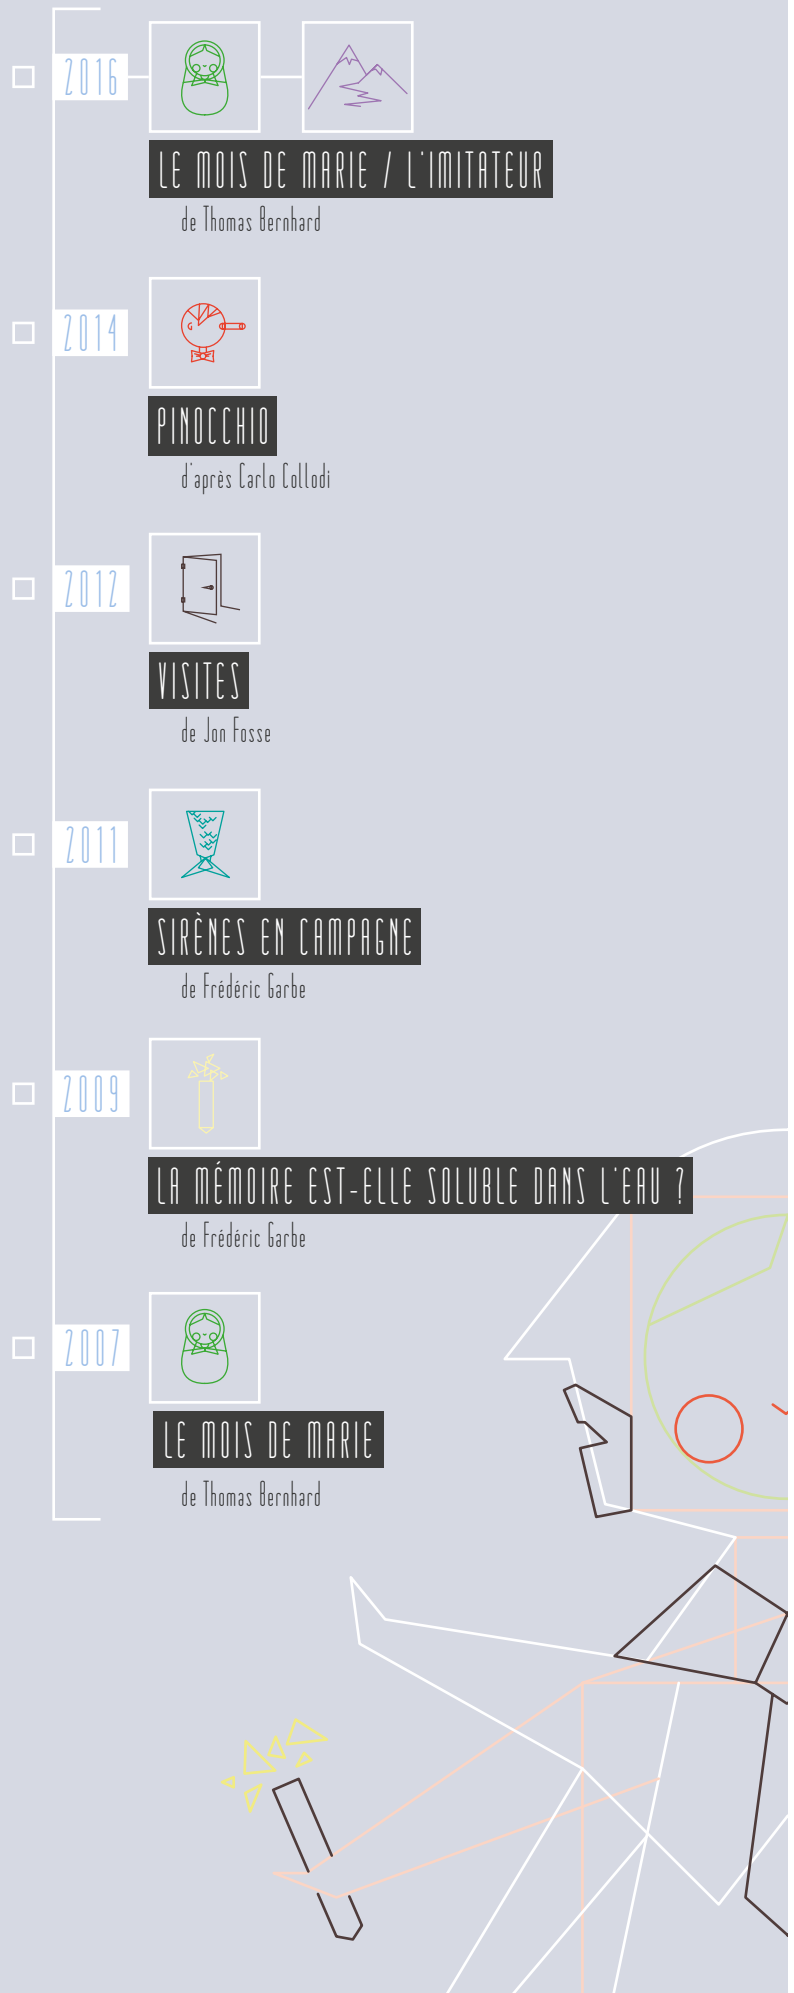 2016
LE MOIS DE MARIE / L'IMITATEUR
de Thomas Bernhard
2014
PINOCCHIO
d'après Carlo Collodi
2012
VISITES
de Jon Fosse
2011
SIRÈNES EN CAMPAGNE
de Frédéric Garbe
2009
LA MÉMOIRE EST-ELLE SOLUBLE DANS L'EAU ?
de Frédéric Garbe
2007
LE MOIS DE MARIE
de Thomas Bernhard